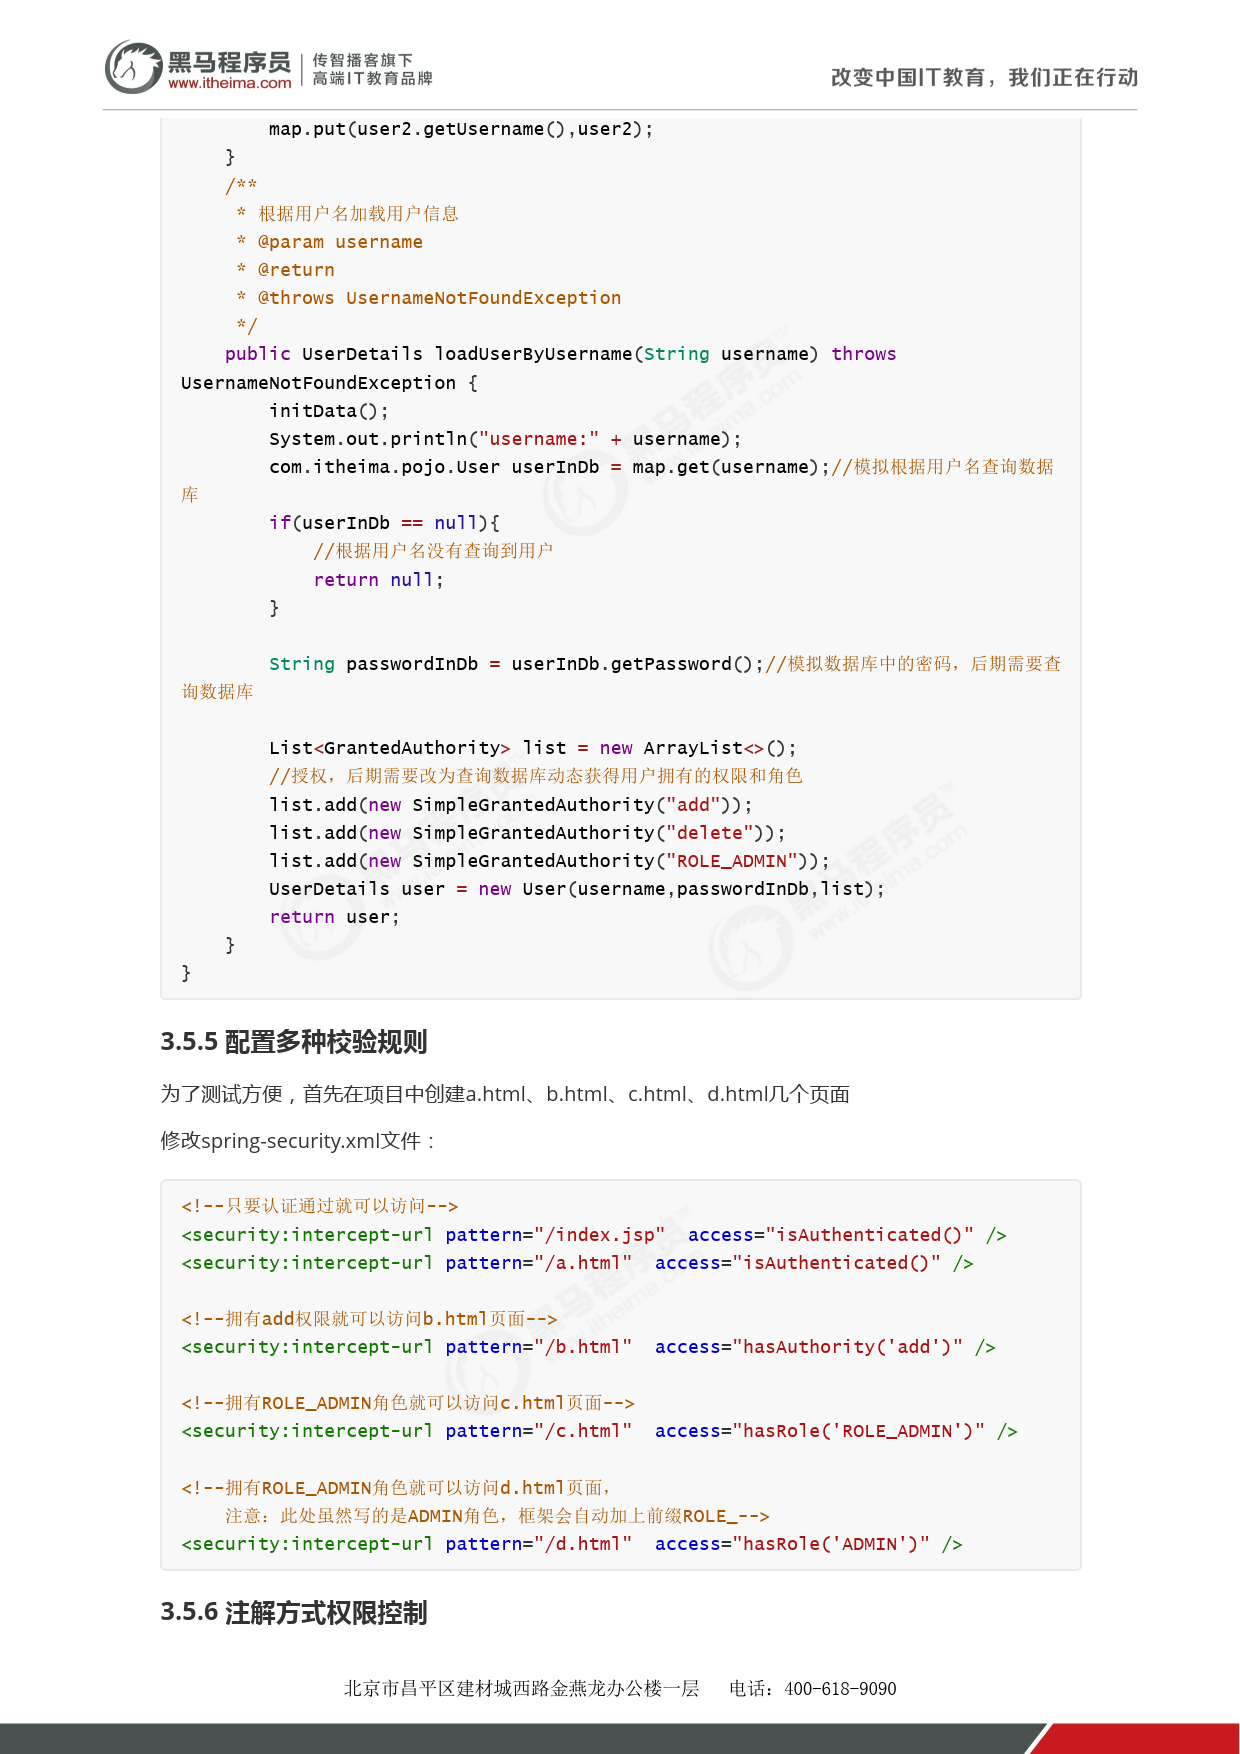 黑马程序员
www.itheima.com
传智播客旗下
高端IT教育品牌
改变中国IT教育，我们正在行动
        map.put(user2.getUsername(),user2);
    }
    /**
     * 根据用户名加载用户信息
     * @param username
     * @return
     * @throws UsernameNotFoundException
     */
    public UserDetails loadUserByUsername(String username) throws
UsernameNotFoundException {
        initData();
        System.out.println("username:" + username);
        com.itheima.pojo.User userInDb = map.get(username);//模拟根据用户名查询数据
库
        if(userInDb == null){
            //根据用户名没有查询到用户
            return null;
        }
        String passwordInDb = userInDb.getPassword();//模拟数据库中的密码，后期需要查
询数据库
        List<GrantedAuthority> list = new ArrayList<>();
        //授权，后期需要改为查询数据库动态获得用户拥有的权限和角色
        list.add(new SimpleGrantedAuthority("add"));
        list.add(new SimpleGrantedAuthority("delete"));
        list.add(new SimpleGrantedAuthority("ROLE_ADMIN"));
        UserDetails user = new User(username,passwordInDb,list);
        return user;
    }
}
3.5.5 配置多种校验规则
为了测试方便，首先在项目中创建a.html、b.html、c.html、d.html几个页面
修改spring-security.xml文件：
<!--只要认证通过就可以访问-->
<security:intercept-url pattern="/index.jsp"  access="isAuthenticated()" />
<security:intercept-url pattern="/a.html"  access="isAuthenticated()" />
<!--拥有add权限就可以访问b.html页面-->
<security:intercept-url pattern="/b.html"  access="hasAuthority('add')" />
<!--拥有ROLE_ADMIN角色就可以访问c.html页面-->
<security:intercept-url pattern="/c.html"  access="hasRole('ROLE_ADMIN')" />
<!--拥有ROLE_ADMIN角色就可以访问d.html页面，
    注意：此处虽然写的是ADMIN角色，框架会自动加上前缀ROLE_-->
<security:intercept-url pattern="/d.html"  access="hasRole('ADMIN')" />
3.5.6 注解方式权限控制
北京市昌平区建材城西路金燕龙办公楼一层   电话：400-618-9090